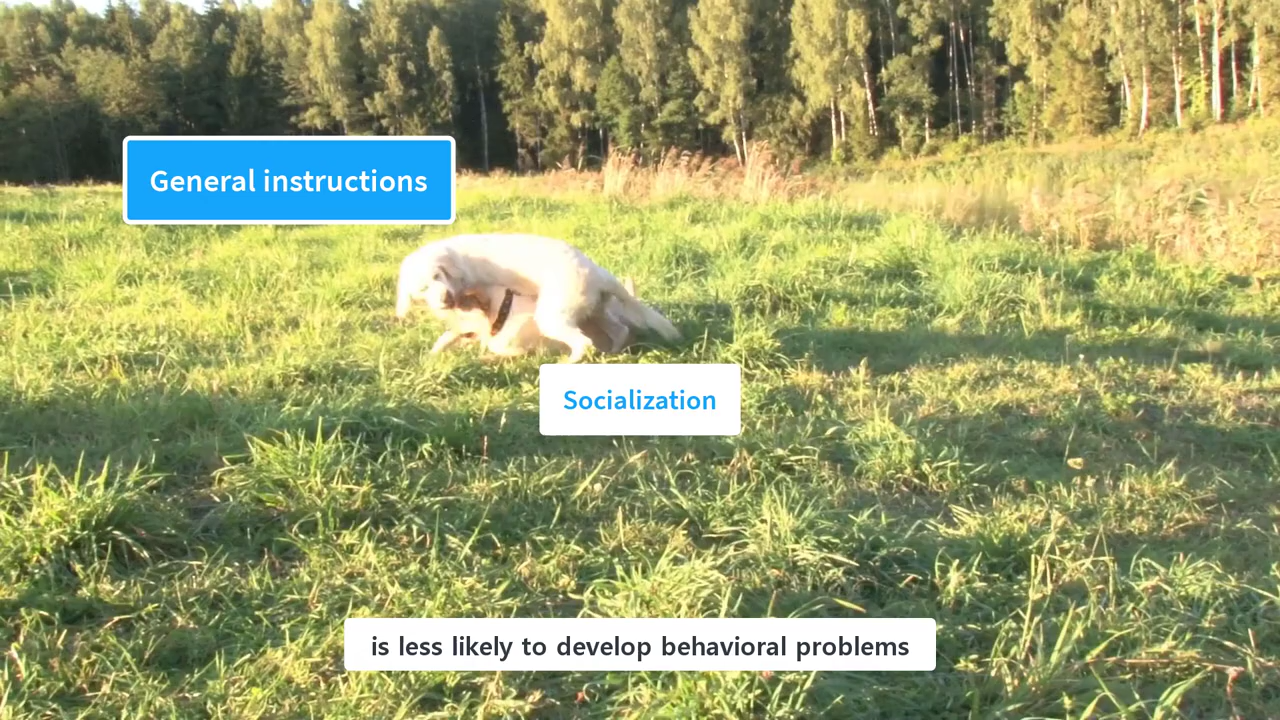 General instructions
Socialization
is less likely to develop behavioral problems